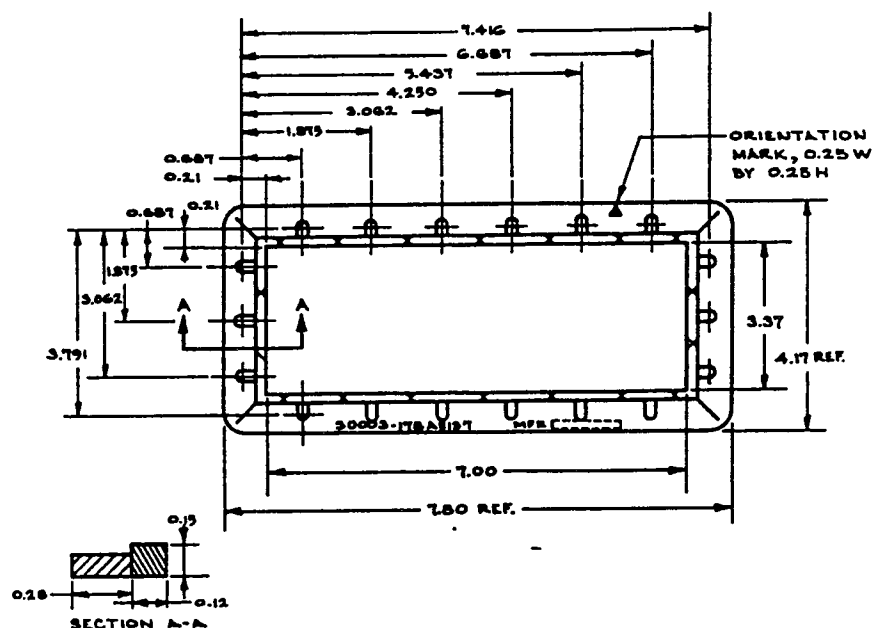 7.416
6.687
5.437
4.250
3.062
1.875
0.687
0.21
ORIENTATION
MARK, 0.25 W
BY 0.25 H
0.687
0.21
1.875
3.062
3.791
A A
3.37
4.17 REF.
MFR
7.00
7.80 REF.
0.15
0.28
0.12
SECTION A-A